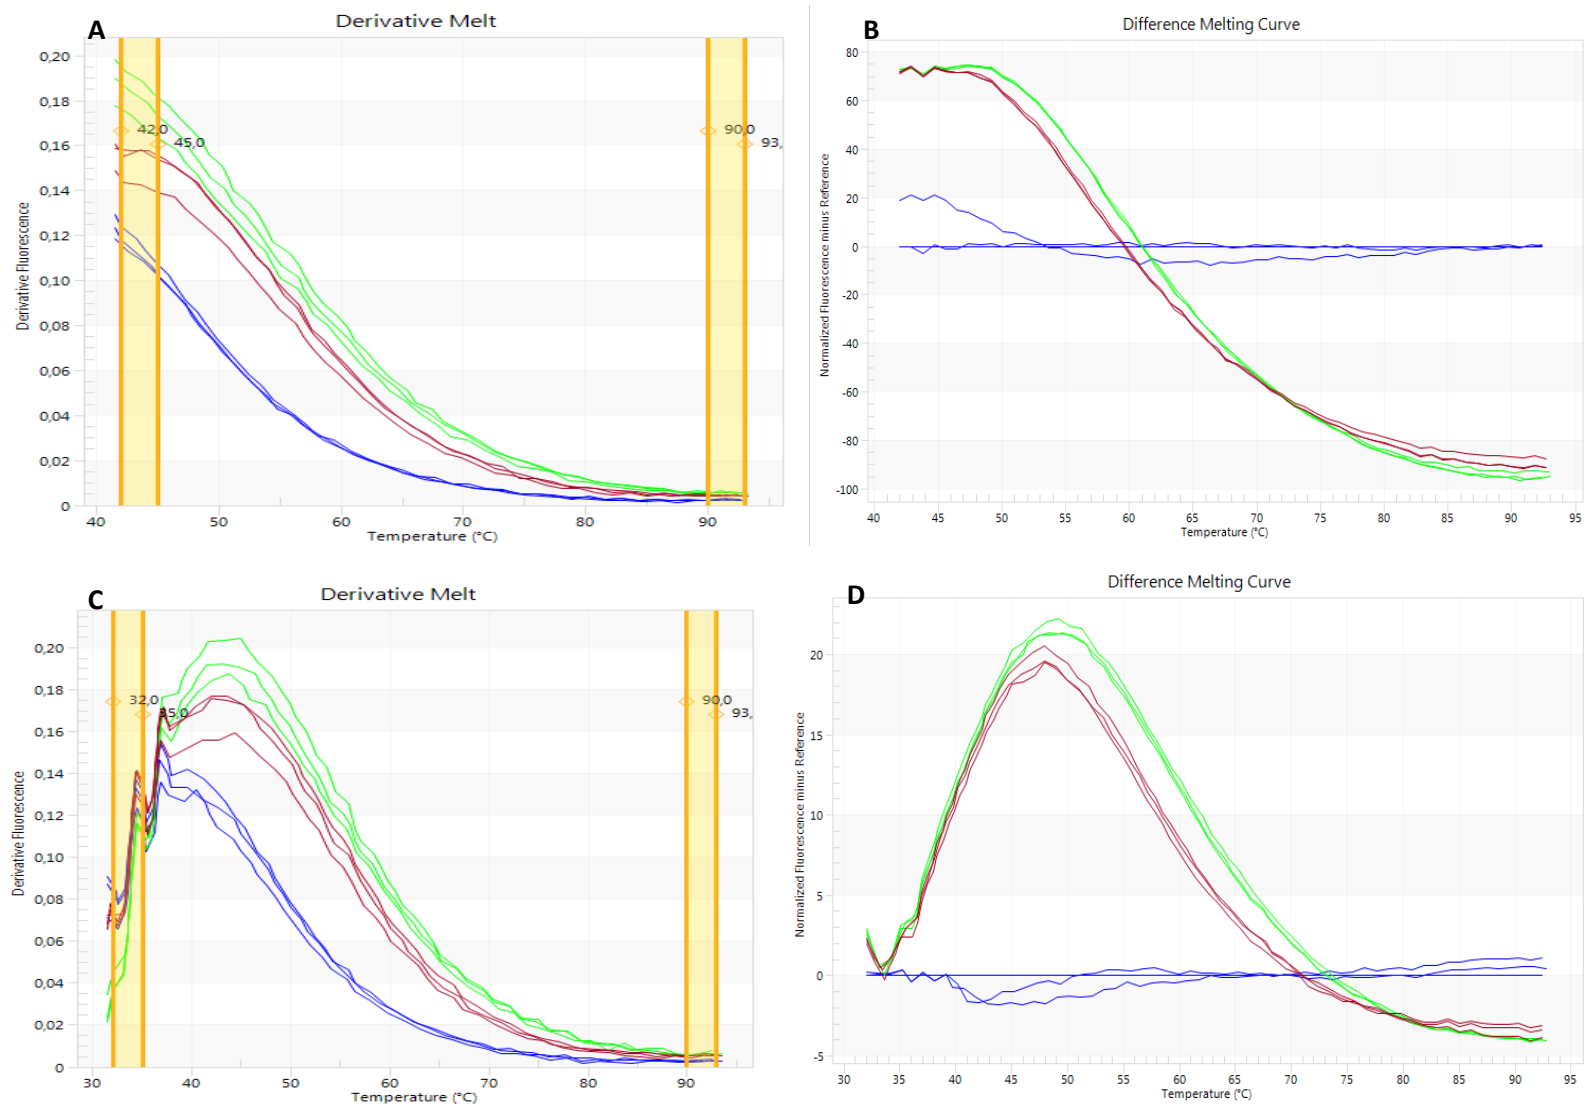 A
Derivative Melt
Derivative Fluorescence
0,20
0,18
0,16
0,14
0,12
0,10
0,08
0,06
0,04
0,02
0
42,0
45,0
90,0
93,
40 50 60 70 80 90
Temperature (°C)
B
Difference Melting Curve
Normalized Fluorescence minus Reference
80
60
40
20
0
-20
-40
-60
-80
-100
40 45 50 55 60 65 70 75 80 85 90 95
Temperature (°C)
C
Derivative Melt
Derivative Fluorescence
0,20
0,18
0,16
0,14
0,12
0,10
0,08
0,06
0,04
0,02
0
32,0
35,0
90,0
93,
30 40 50 60 70 80 90
Temperature (°C)
D
Difference Melting Curve
Normalized Fluorescence minus Reference
20
15
10
5
0
-5
30 35 40 45 50 55 60 65 70 75 80 85 90 95
Temperature (°C)